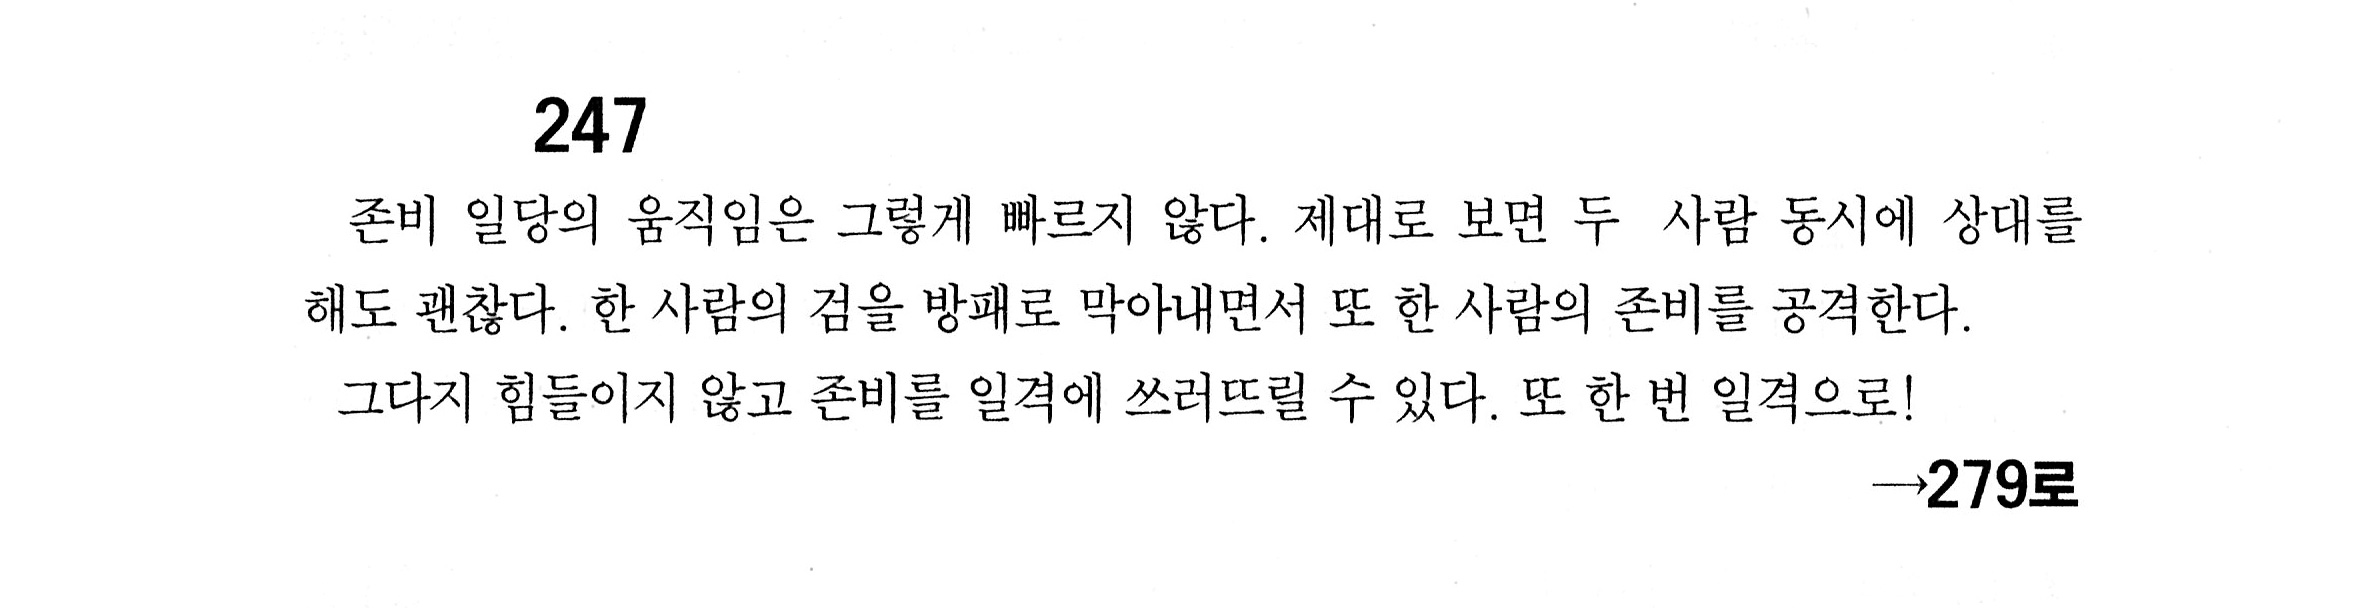 247
존비 일당의 움직임은 그렇게 빠르지 않다. 제대로 보면 두 사람 동시에 상대를
해도 괜찮다. 한 사람의 검을 방패로 막아내면서 또 한 사람의 존비를 공격한다.
그다지 힘들이지 않고 존비를 일격에 쓰러뜨릴 수 있다. 또 한 번 일격으로!
→279로